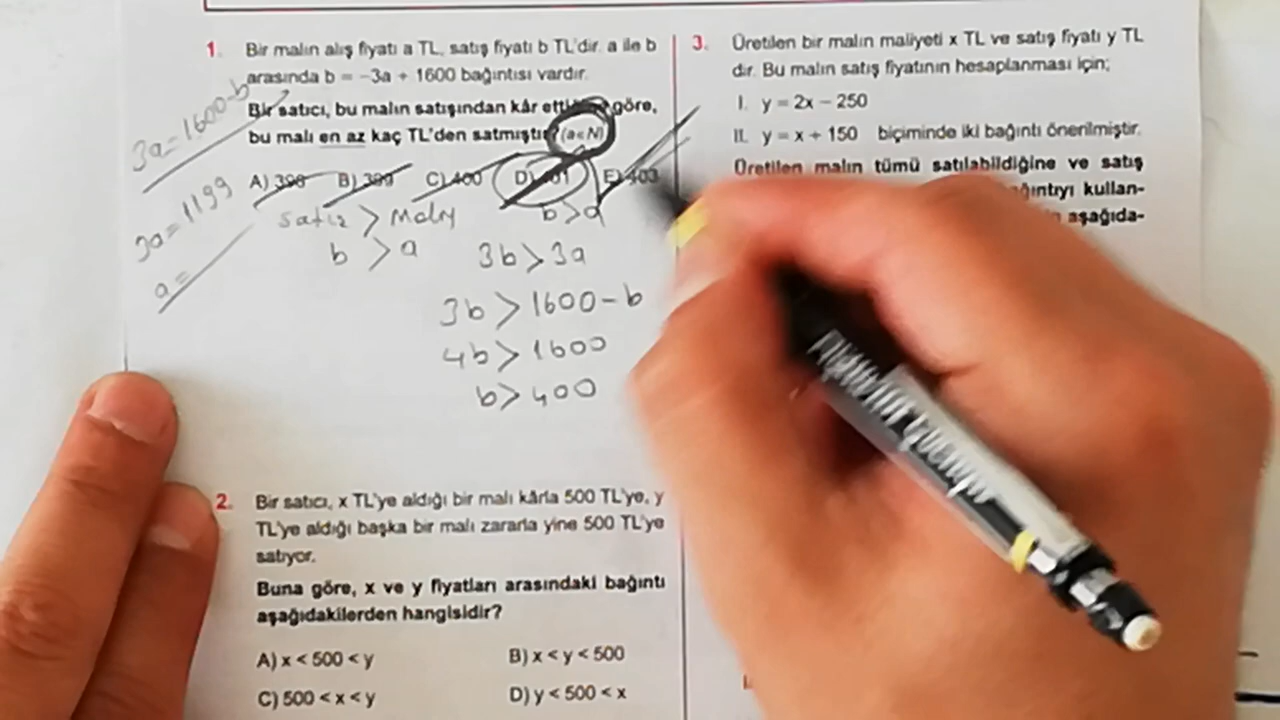 1. Bir malın alış fiyatı a TL, satış fiyatı b TL'dir. a ile b
arasında b = -3a + 1600 bağıntısı vardır.
Bir satıcı, bu malın satışından kâr göre,
bu malı en az kaç TL'den satmıştır? (a∈N)
A) 398 B) 399 C) 400 D) 401 E) 403
3a = 1600-b
3a = 1199
a =
satış > Maliy
b > a
b > a
3b > 3a
3b > 1600-b
4b > 1600
b > 400
2. Bir satıcı, x TL'ye aldığı bir malı kârla 500 TL'ye, y
TL'ye aldığı başka bir malı zararla yine 500 TL'ye
satıyor.
Buna göre, x ve y fiyatları arasındaki bağıntı
aşağıdakilerden hangisidir?
A) x < 500 < y B) x < y < 500
C) 500 < x < y D) y < 500 < x
3. Üretilen bir malın maliyeti x TL ve satış fiyatı y TL
dir. Bu malın satış fiyatının hesaplanması için;
I. y = 2x - 250
II. y = x + 150 biçiminde iki bağıntı önerilmiştir.
Üretilen malın tümü satılabildiğine ve satış
kullan-
aşağıda-